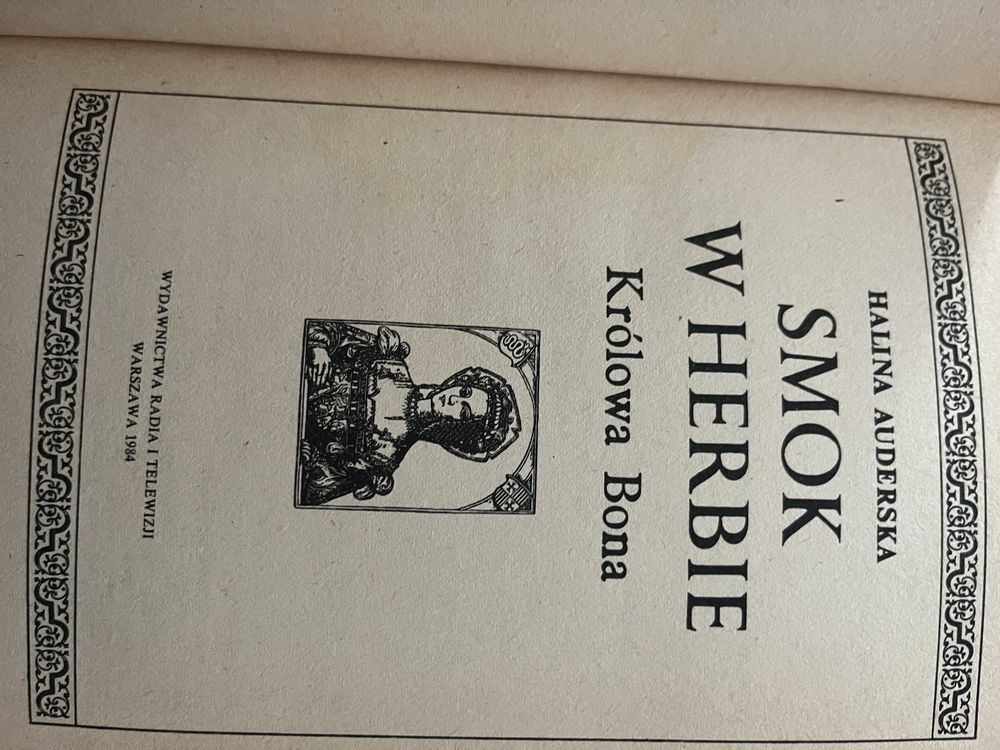 HALINA AUDERSKA
SMOK
W HERBIE
Królowa Bona
WYDAWNICTWA RADIA I TELEWIZJI
WARSZAWA 1984